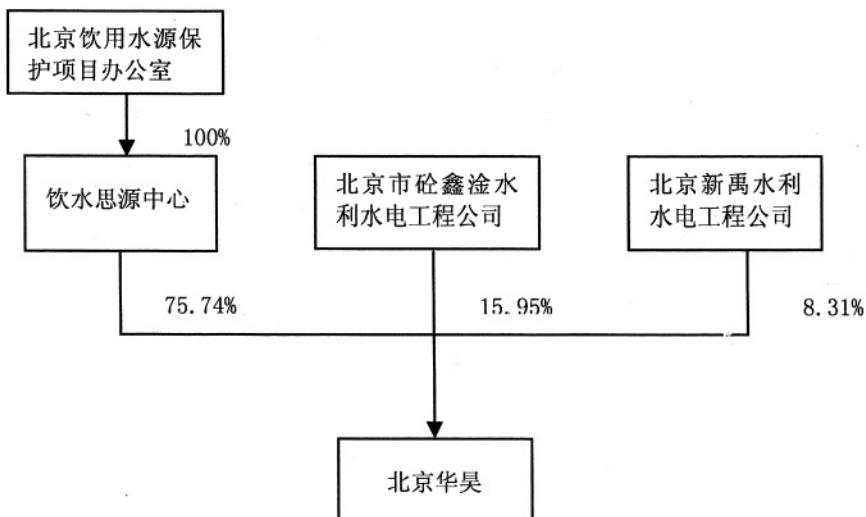 北京饮用水源保
护项目办公室
100%
饮水思源中心
北京市砼鑫淦水
利水电工程公司
北京新禹水利
水电工程公司
75.74%
15.95%
8.31%
北京华昊